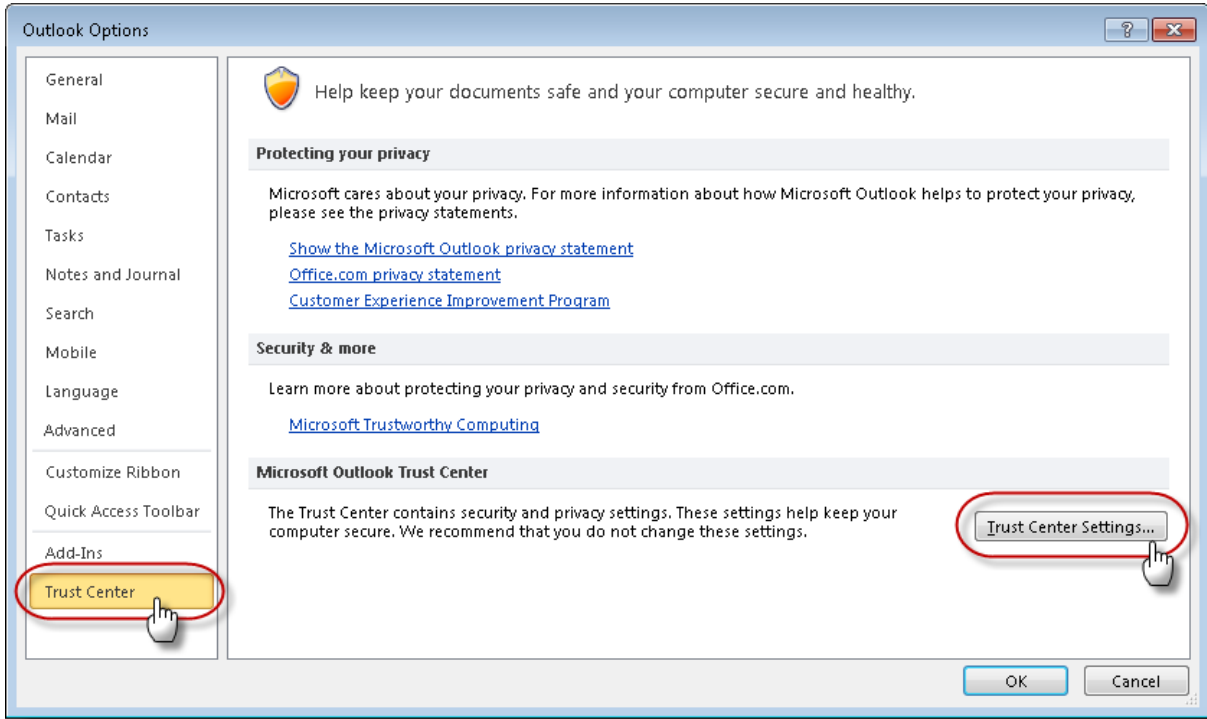 Outlook Options
General
Mail
Calendar
Contacts
Tasks
Notes and Journal
Search
Mobile
Language
Advanced
Customize Ribbon
Quick Access Toolbar
Add-Ins
Trust Center
Help keep your documents safe and your computer secure and healthy.
Protecting your privacy
Microsoft cares about your privacy. For more information about how Microsoft Outlook helps to protect your privacy,
please see the privacy statements.
Show the Microsoft Outlook privacy statement
Office.com privacy statement
Customer Experience Improvement Program
Security & more
Learn more about protecting your privacy and security from Office.com.
Microsoft Trustworthy Computing
Microsoft Outlook Trust Center
The Trust Center contains security and privacy settings. These settings help keep your
computer secure. We recommend that you do not change these settings.
Trust Center Settings...
OK
Cancel